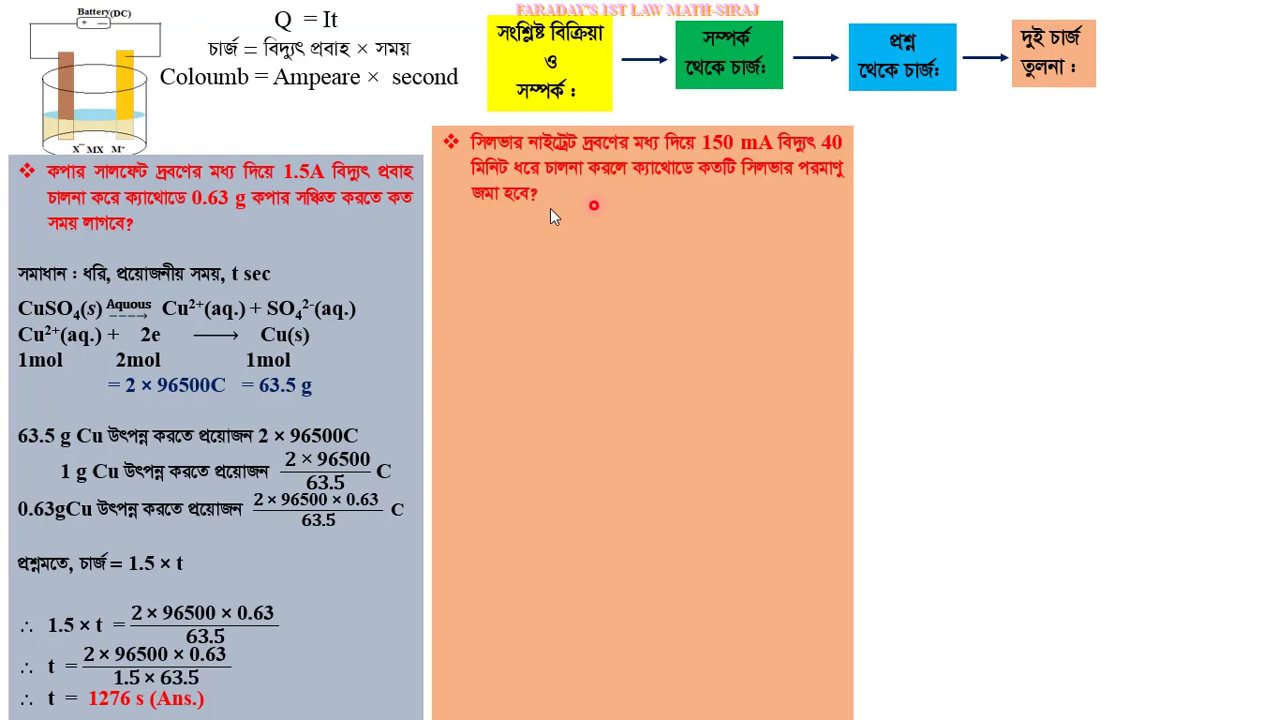 FARADAY'S 1ST LAW MATH-SIRAJ
Battery(DC)
+ −
X⁻ MX M⁺
Q = It
চার্জ = বিদ্যুৎ প্রবাহ × সময়
Coloumb = Ampeare × second
সংশ্লিষ্ট বিক্রিয়া
ও
সম্পর্ক :
সম্পর্ক
থেকে চার্জ:
প্রশ্ন
থেকে চার্জ:
দুই চার্জ
তুলনা :
❖ কপার সালফেট দ্রবণের মধ্য দিয়ে 1.5A বিদ্যুৎ প্রবাহ
চালনা করে ক্যাথোডে 0.63 g কপার সঞ্চিত করতে কত
সময় লাগবে?
সমাধান : ধরি, প্রয়োজনীয় সময়, t sec
CuSO₄(s) Aquous ----→ Cu²⁺(aq.) + SO₄²⁻(aq.)
Cu²⁺(aq.) + 2e ⟶ Cu(s)
1mol 2mol 1mol
= 2 × 96500C = 63.5 g
63.5 g Cu উৎপন্ন করতে প্রয়োজন 2 × 96500C
1 g Cu উৎপন্ন করতে প্রয়োজন (2 × 96500)/63.5 C
0.63gCu উৎপন্ন করতে প্রয়োজন (2 × 96500 × 0.63)/63.5 C
প্রশ্নমতে, চার্জ = 1.5 × t
∴ 1.5 × t = (2 × 96500 × 0.63)/63.5
∴ t = (2 × 96500 × 0.63)/(1.5 × 63.5)
∴ t = 1276 s (Ans.)
❖ সিলভার নাইট্রেট দ্রবণের মধ্য দিয়ে 150 mA বিদ্যুৎ 40
মিনিট ধরে চালনা করলে ক্যাথোডে কতটি সিলভার পরমাণু
জমা হবে?